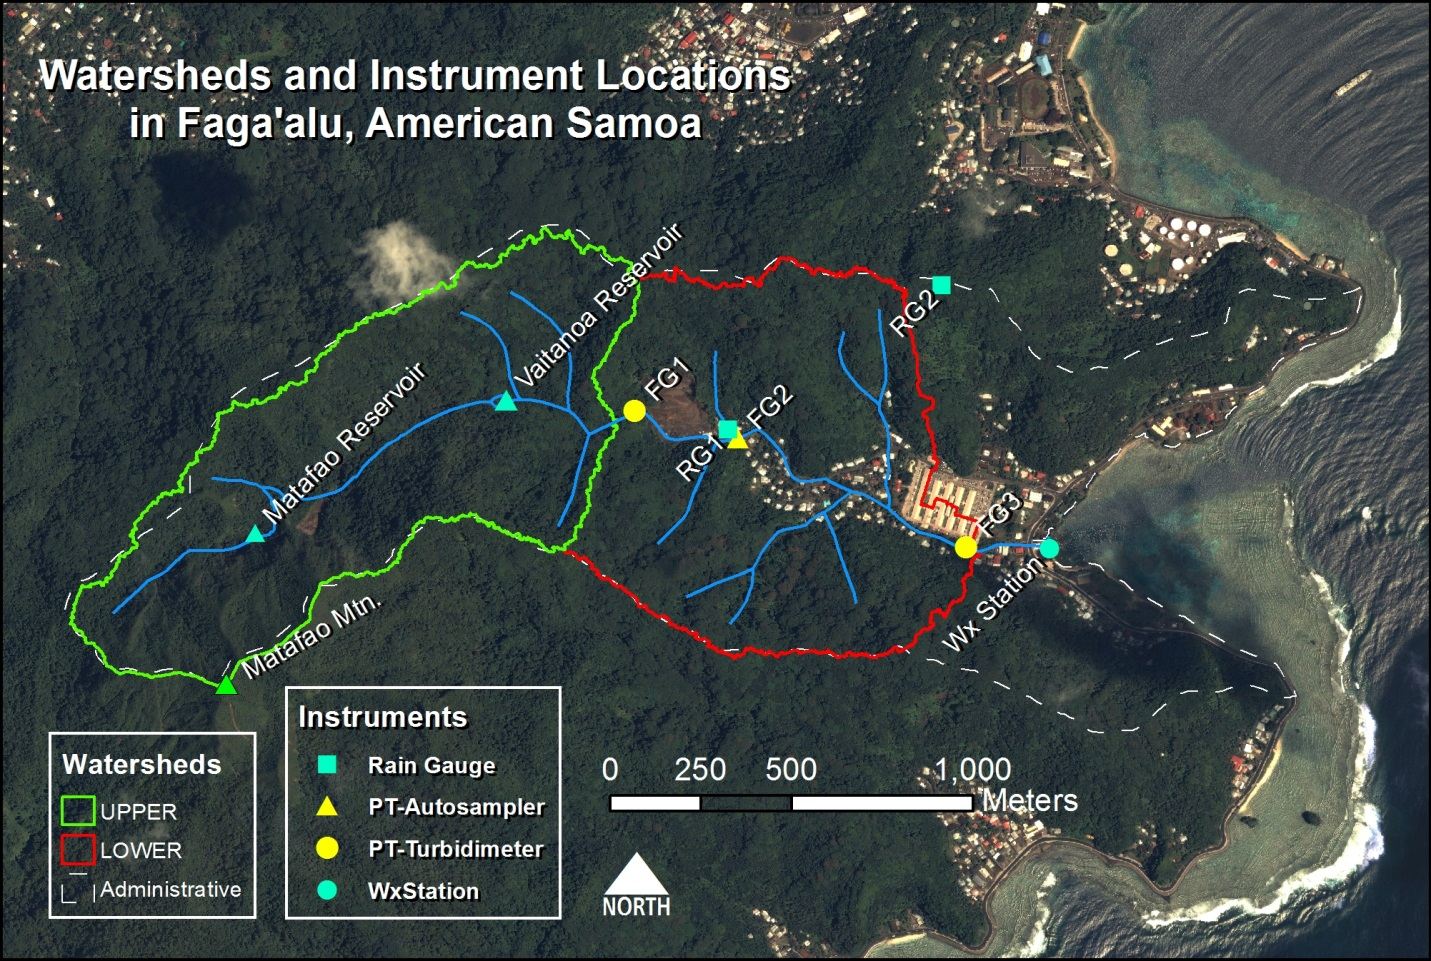 Watersheds and Instrument Locations
in Faga'alu, American Samoa
Vaitanoa Reservoir
Matafao Reservoir
RG2
FG1
FG2
RG1
FG3
Wx Station
Matafao Mtn.
Watersheds
UPPER
LOWER
Administrative
Instruments
Rain Gauge
PT-Autosampler
PT-Turbidimeter
WxStation
0 250 500 1,000
Meters
NORTH